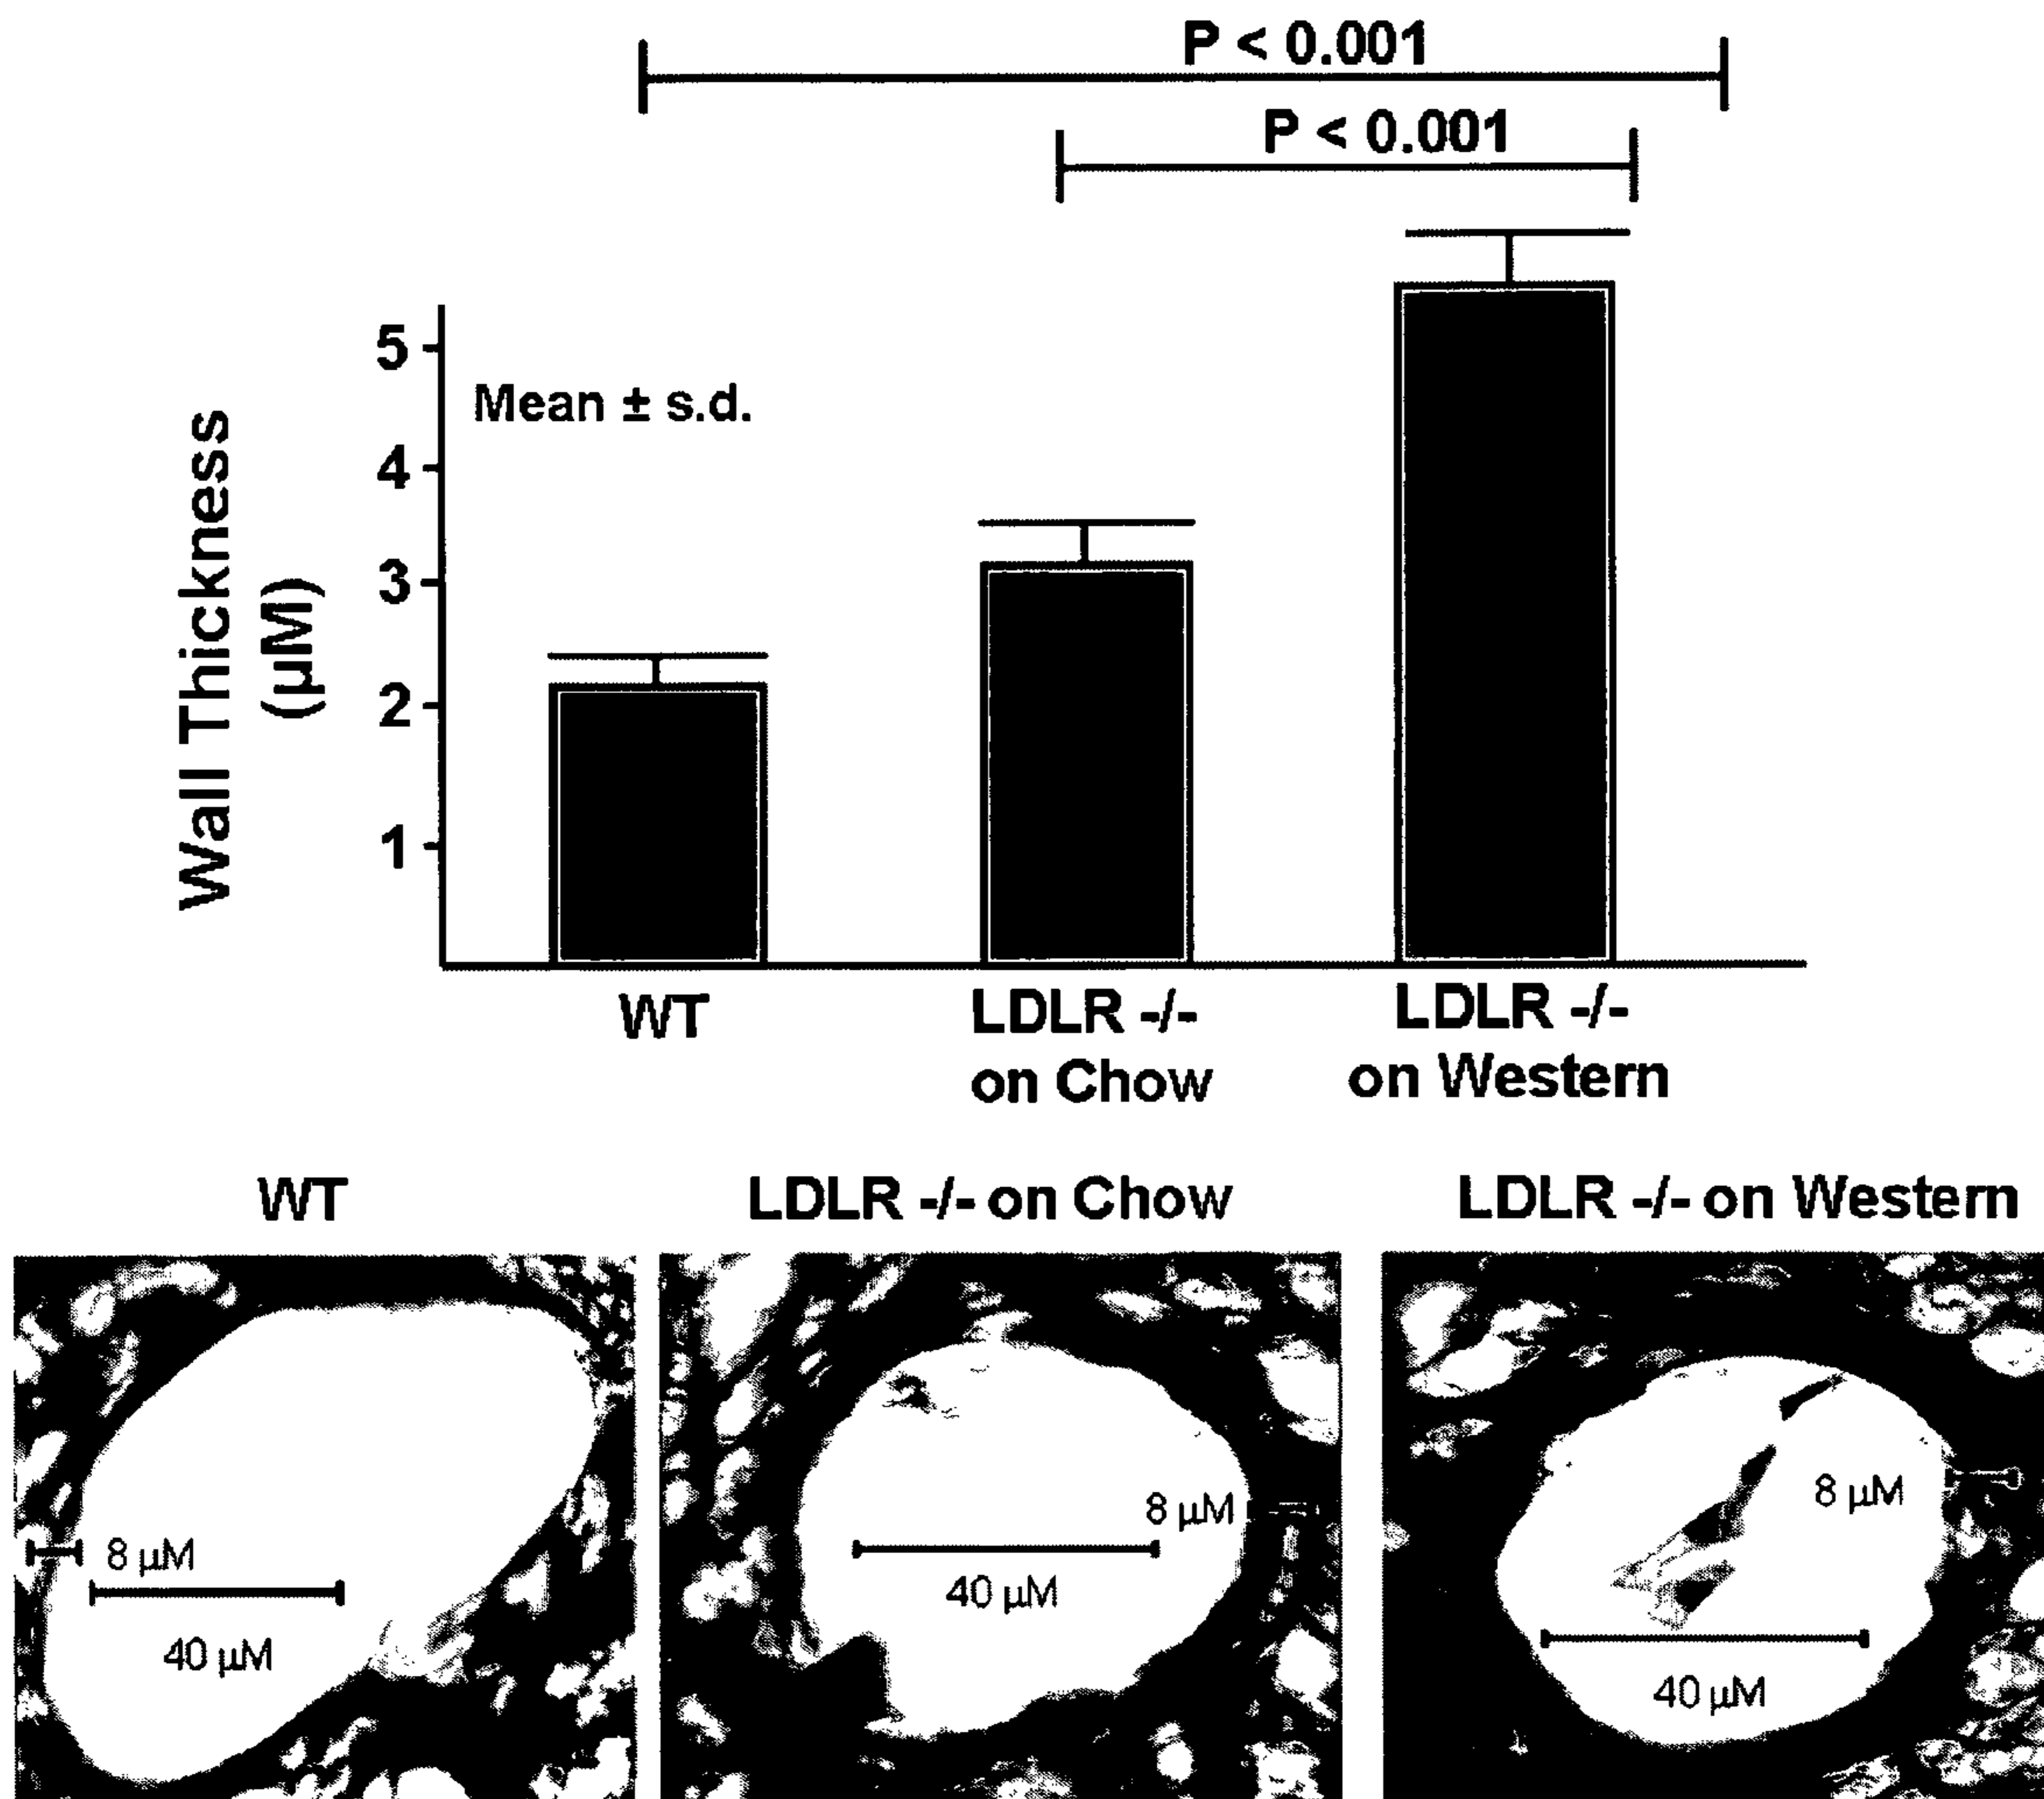 P < 0.001
P < 0.001
5
Mean ± s.d.
4
3
2
1
Wall Thickness
(µM)
WT
LDLR -/-
on Chow
LDLR -/-
on Western
WT
LDLR -/- on Chow
LDLR -/- on Western
8 µM
40 µM
8 µM
40 µM
8 µM
40 µM